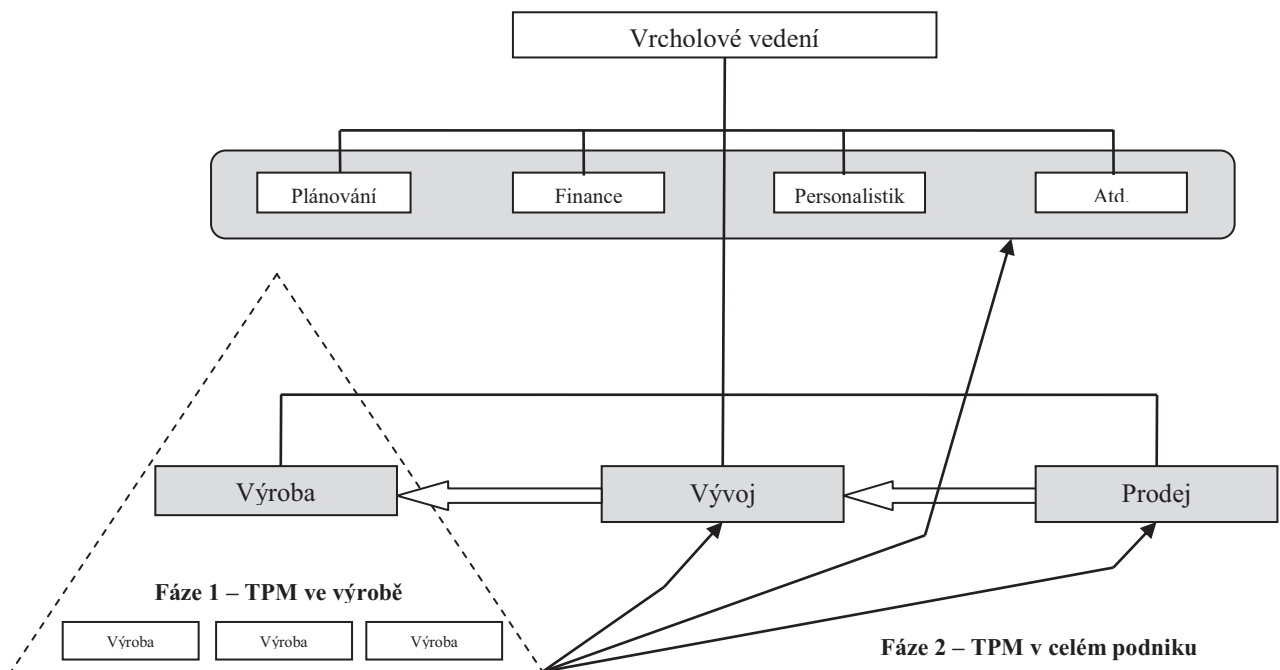 Vrcholové vedení
Plánování
Finance
Personalistik
Atd.
Výroba
Vývoj
Prodej
Fáze 1 – TPM ve výrobě
Výroba
Výroba
Výroba
Fáze 2 – TPM v celém podniku